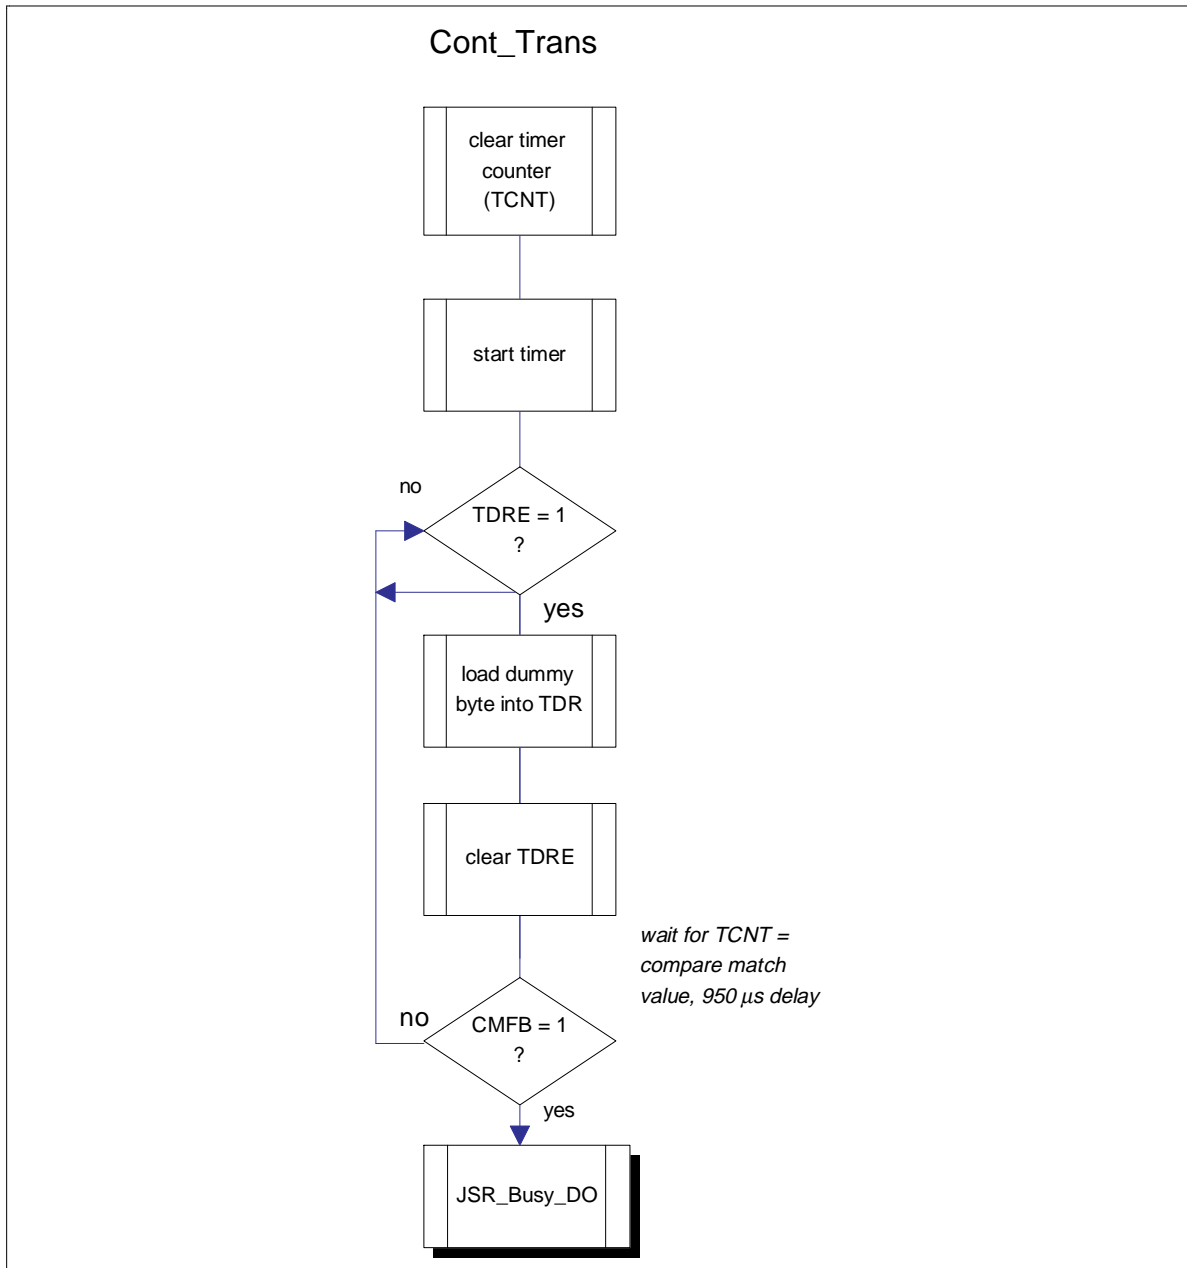 Cont_Trans
clear timer
counter
(TCNT)
start timer
no
TDRE = 1
?
yes
load dummy
byte into TDR
clear TDRE
wait for TCNT =
compare match
value, 950 µs delay
no
CMFB = 1
?
yes
JSR_Busy_DO